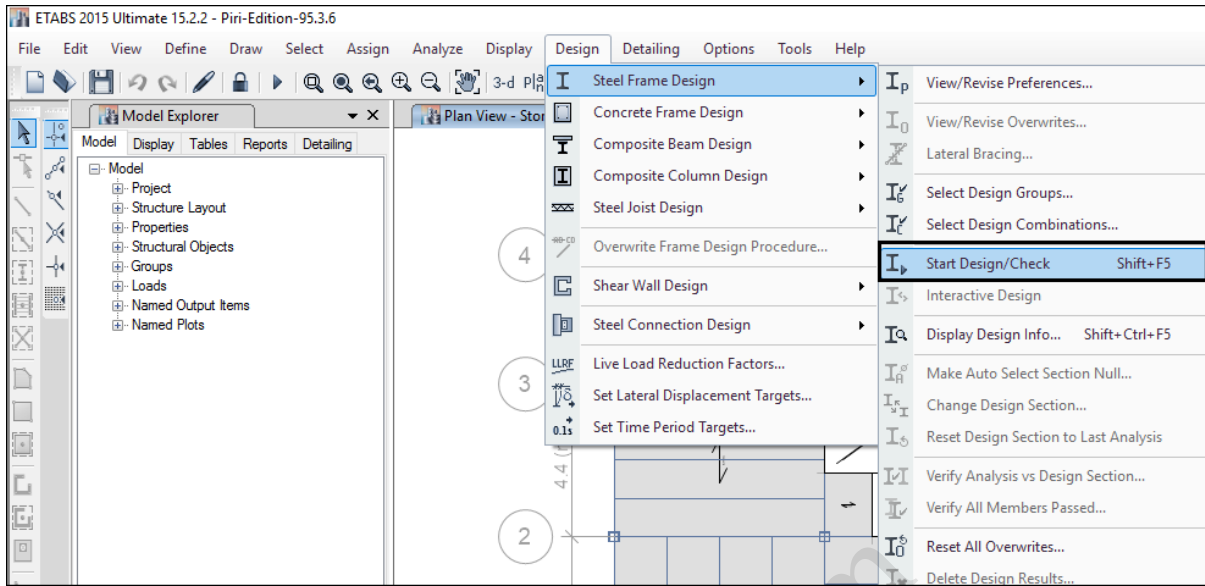 ETABS 2015 Ultimate 15.2.2 - Piri-Edition-95.3.6
File Edit View Define Draw Select Assign Analyze Display Design Detailing Options Tools Help
3-d
Model Explorer
Plan View - Stor
Model Display Tables Reports Detailing
Model
Project
Structure Layout
Properties
Structural Objects
Groups
Loads
Named Output Items
Named Plots
Steel Frame Design
Concrete Frame Design
Composite Beam Design
Composite Column Design
Steel Joist Design
Overwrite Frame Design Procedure...
Shear Wall Design
Steel Connection Design
LLRF Live Load Reduction Factors...
Set Lateral Displacement Targets...
0.1s Set Time Period Targets...
View/Revise Preferences...
View/Revise Overwrites...
Lateral Bracing...
Select Design Groups...
Select Design Combinations...
Start Design/Check Shift+F5
Interactive Design
Display Design Info... Shift+Ctrl+F5
Make Auto Select Section Null...
Change Design Section...
Reset Design Section to Last Analysis
Verify Analysis vs Design Section...
Verify All Members Passed...
Reset All Overwrites...
Delete Design Results...
4
3
4.4
2